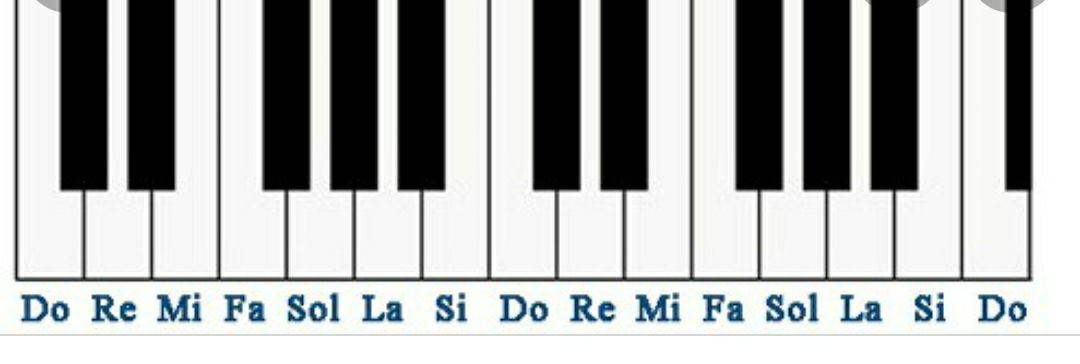 Do Re Mi Fa Sol La Si Do Re Mi Fa Sol La Si Do